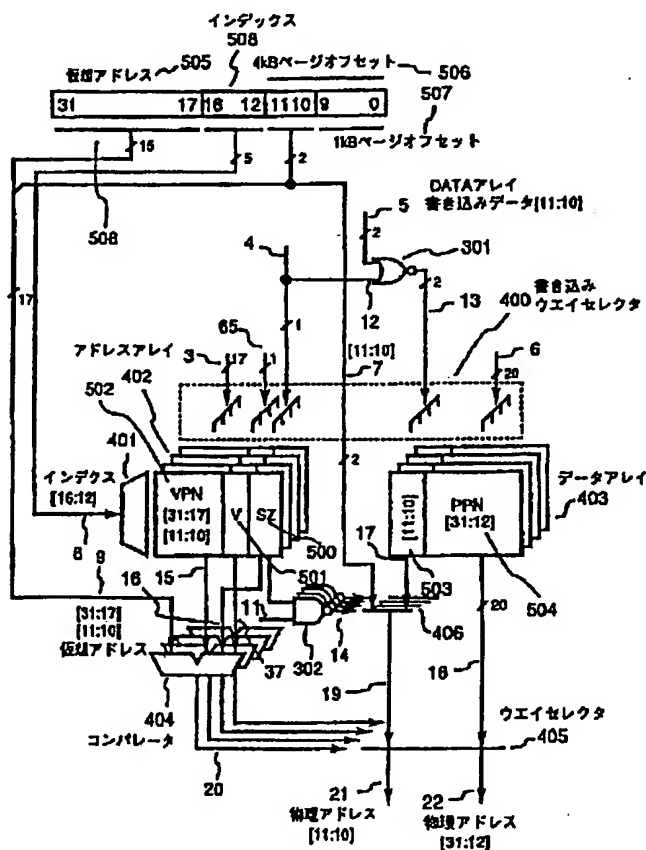 インデックス
508
4kBページオフセット
仮想アドレス 505
506
507
31 17 16 12 11 10 9 0
1kBページオフセット
15
5
2
508
DATAアレイ
5 書き込みデータ[11:10]
2
301
4
12
2
13
書き込み
400 ウエイセレクタ
17
65
1
[11:10]
7
6
アドレスアレイ
3
17
1
20
402
502
401
2
インデクス
[16:12]
VPN
[31:17]
[11:10]
V
SZ
[11:10]
PPN
[31:12]
データアレイ
403
8
9
500
501
17
503
504
15
16
11
302
14
406
20
[31:17]
[11:10]
仮想アドレス
37
404
19
18
コンパレータ
20
ウエイセレクタ
405
21
22
物理アドレス
[11:10]
物理アドレス
[31:12]